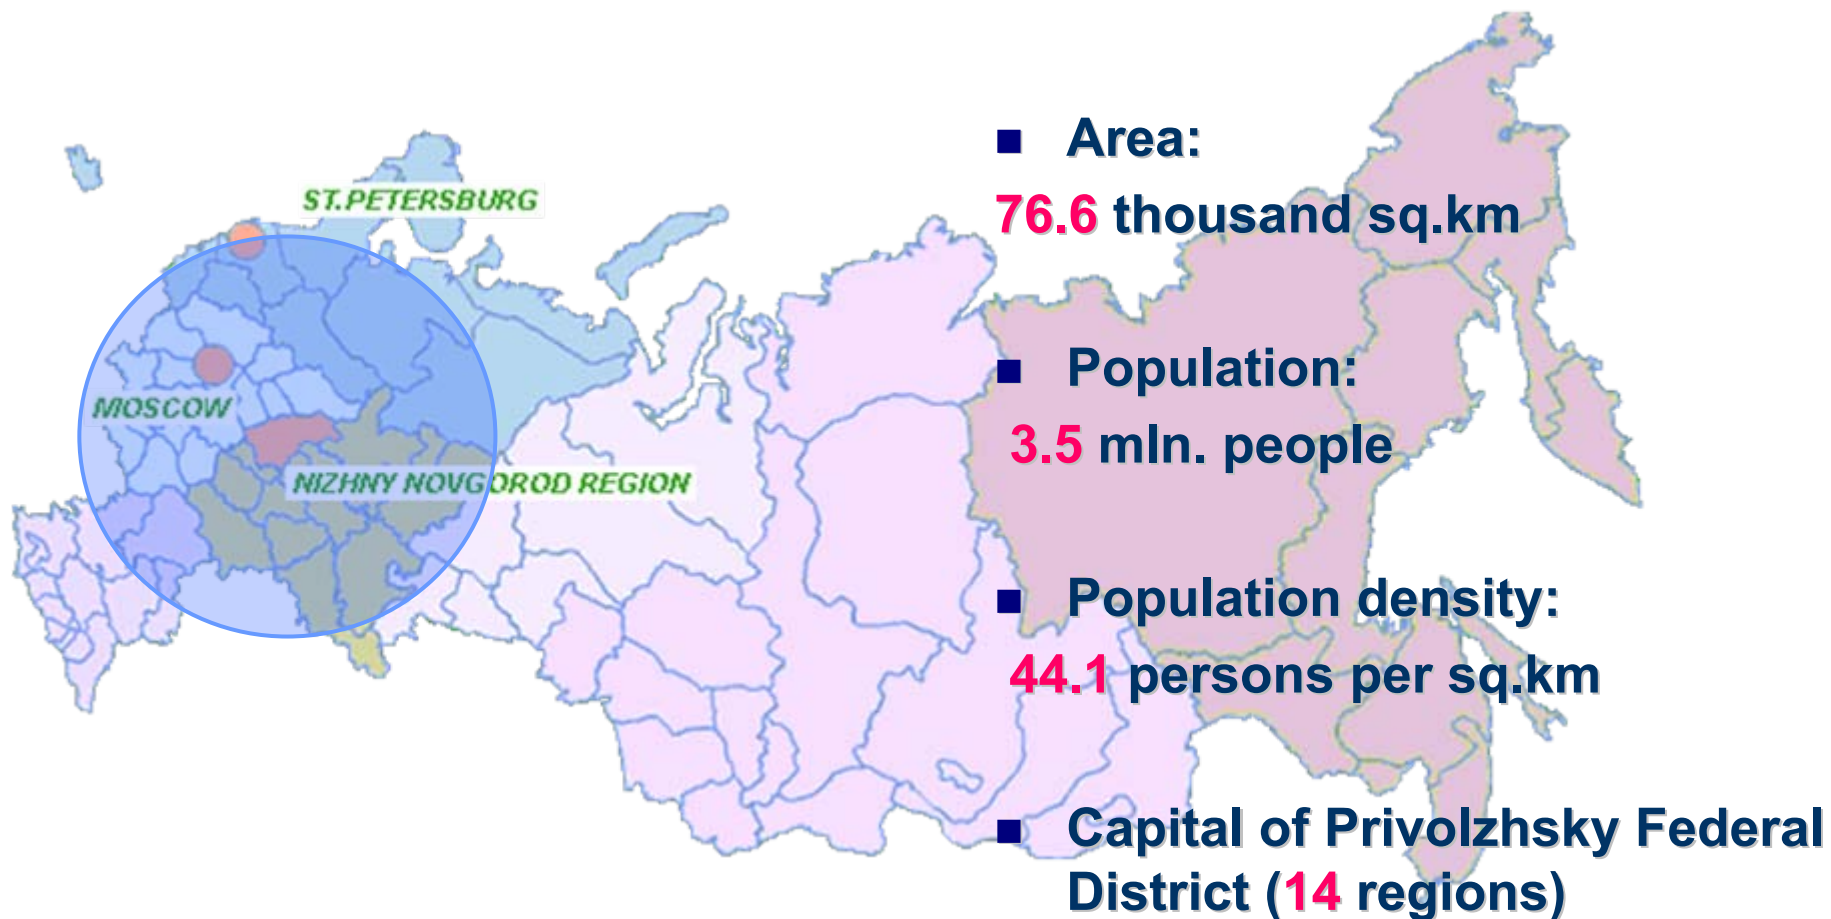 ST.PETERSBURG
MOSCOW
NIZHNY NOVGOROD REGION
■ Area:
76.6 thousand sq.km
■ Population:
3.5 mln. people
■ Population density:
44.1 persons per sq.km
■ Capital of Privolzhsky Federal
District (14 regions)